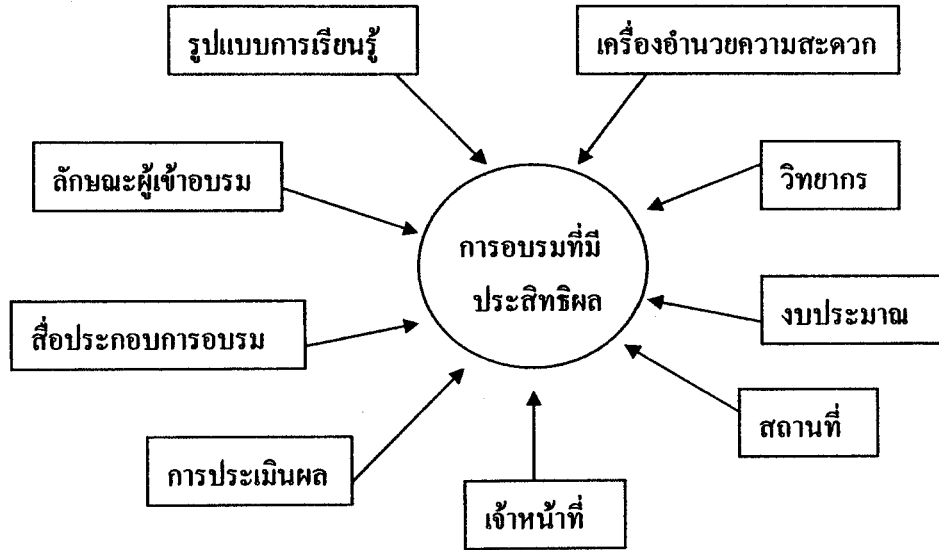 รูปแบบการเรียนรู้
เครื่องอำนวยความสะดวก
ลักษณะผู้เข้าอบรม
วิทยากร
การอบรมที่มี
ประสิทธิผล
สื่อประกอบการอบรม
งบประมาณ
สถานที่
การประเมินผล
เจ้าหน้าที่